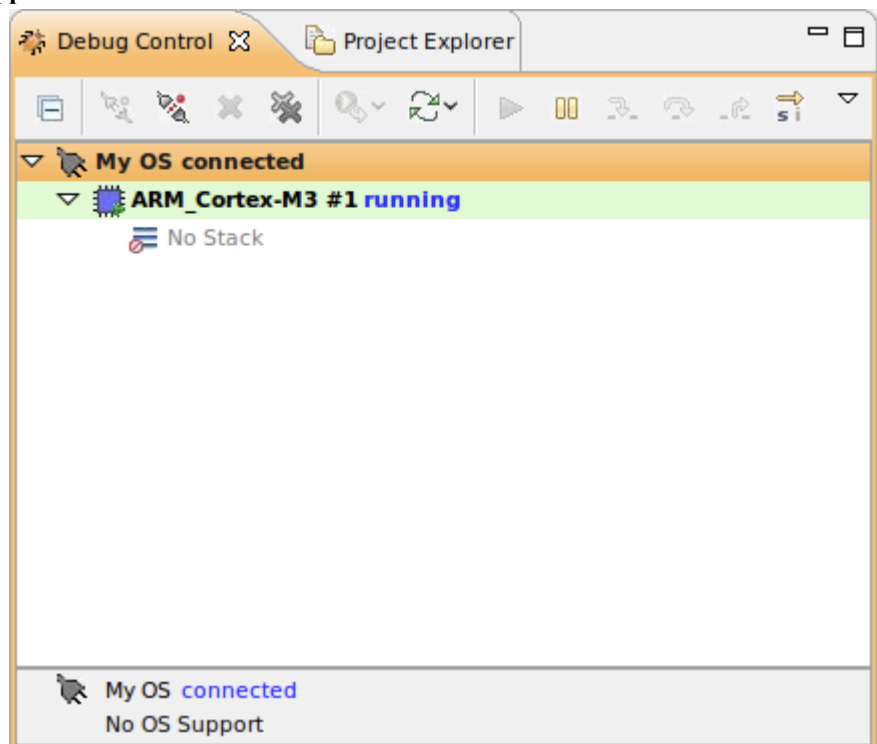 Debug Control Project Explorer
s i
My OS connected
ARM_Cortex-M3 #1 running
No Stack
My OS connected
No OS Support